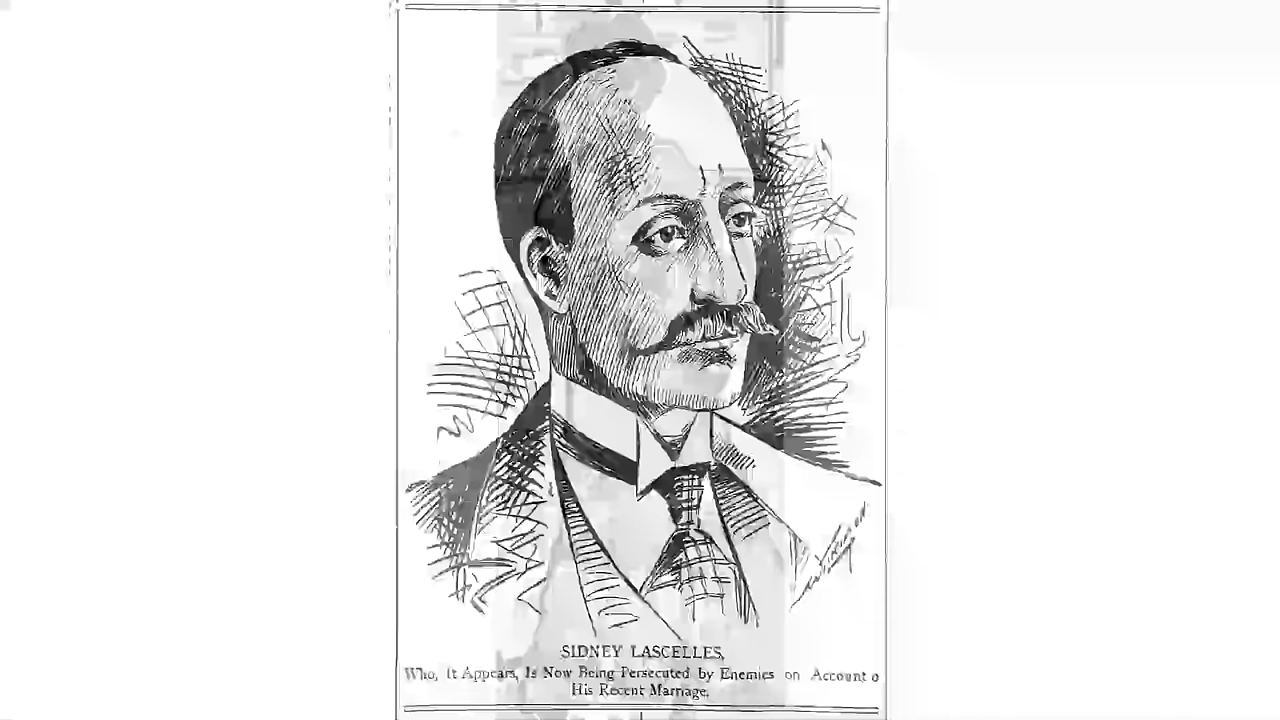 SIDNEY LASCELLES,
Who, It Appears, Is Now Being Persecuted by Enemies on Account o
His Recent Marriage.